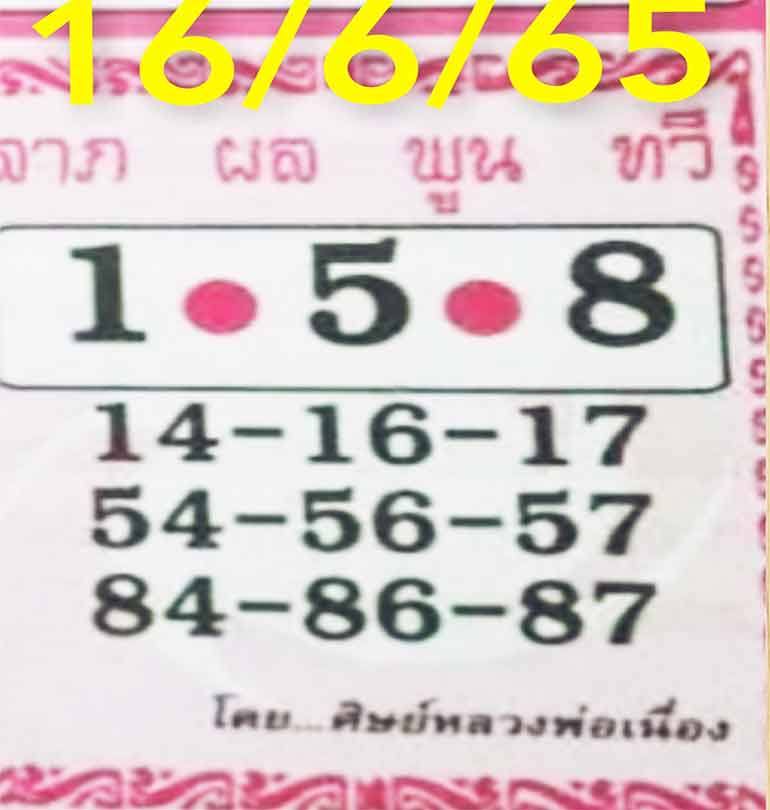 16/6/65
ลาภ ผล พูน ทวี
1 • 5 • 8
14-16-17
54-56-57
84-86-87
โดย...ศิษย์หลวงพ่อเนื่อง